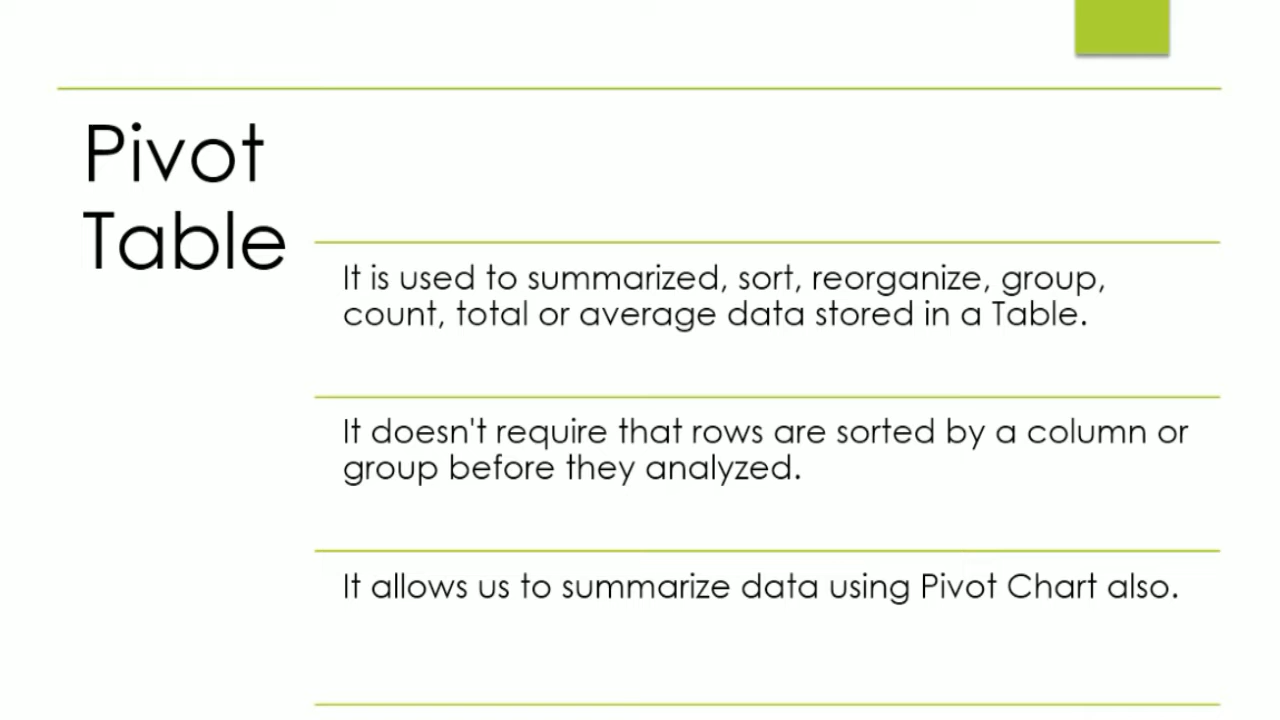 Pivot
Table
It is used to summarized, sort, reorganize, group,
count, total or average data stored in a Table.
It doesn't require that rows are sorted by a column or
group before they analyzed.
It allows us to summarize data using Pivot Chart also.